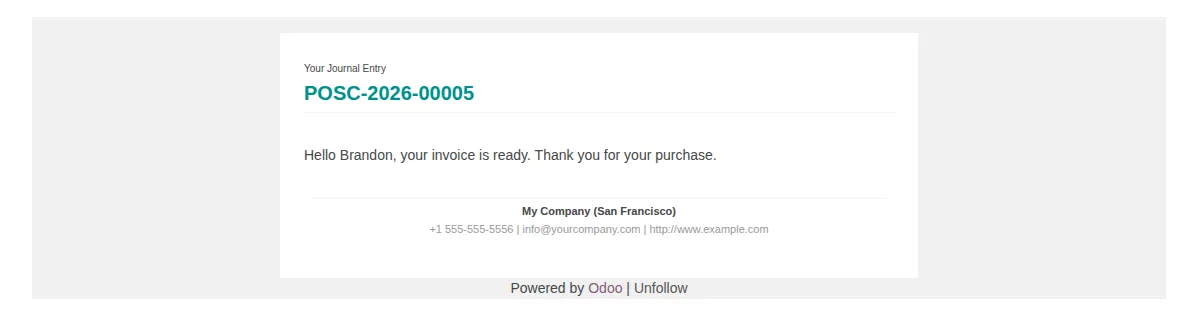 Your Journal Entry
POSC-2026-00005
Hello Brandon, your invoice is ready. Thank you for your purchase.
My Company (San Francisco)
+1 555-555-5556 | info@yourcompany.com | http://www.example.com
Powered by Odoo | Unfollow